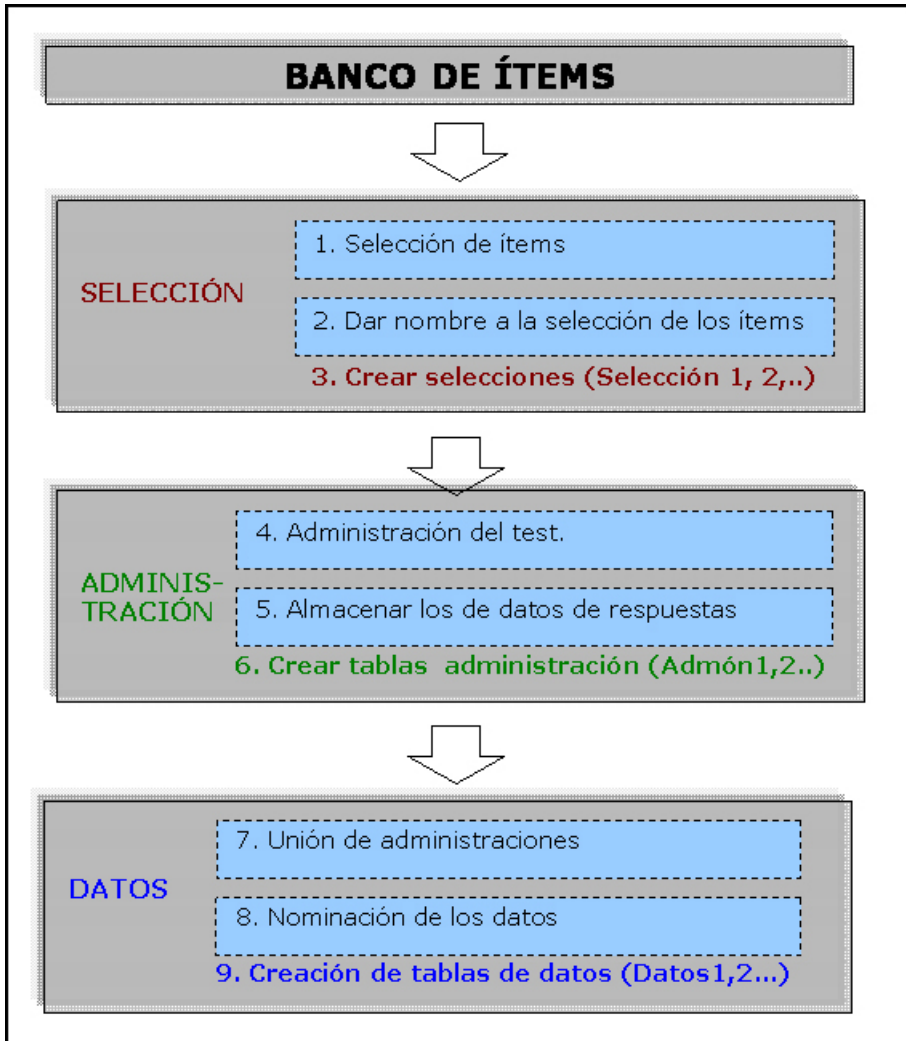 BANCO DE ÍTEMS
SELECCIÓN
1. Selección de ítems
2. Dar nombre a la selección de los ítems
3. Crear selecciones (Selección 1, 2,..)
ADMINIS-
TRACIÓN
4. Administración del test.
5. Almacenar los de datos de respuestas
6. Crear tablas administración (Admón1,2..)
DATOS
7. Unión de administraciones
8. Nominación de los datos
9. Creación de tablas de datos (Datos1,2...)